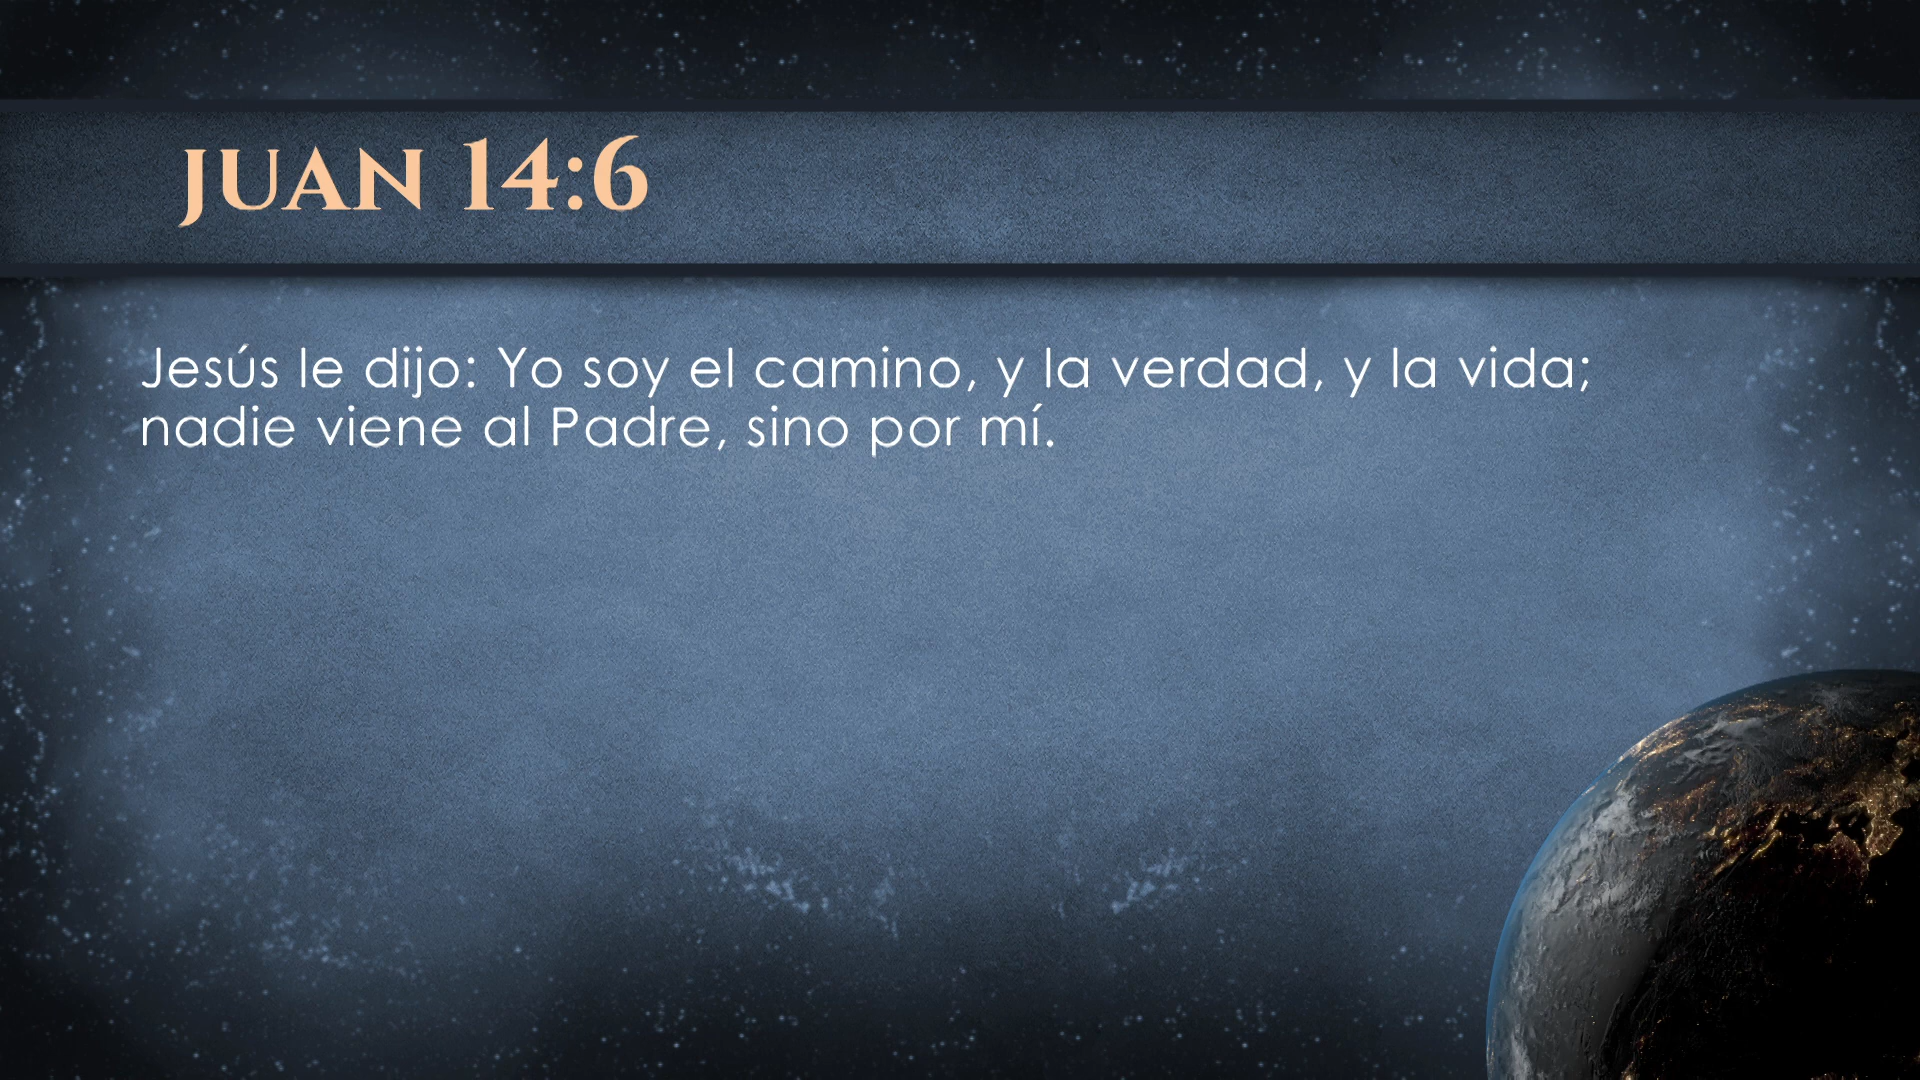 JUAN 14:6
Jesús le dijo: Yo soy el camino, y la verdad, y la vida;
nadie viene al Padre, sino por mí.